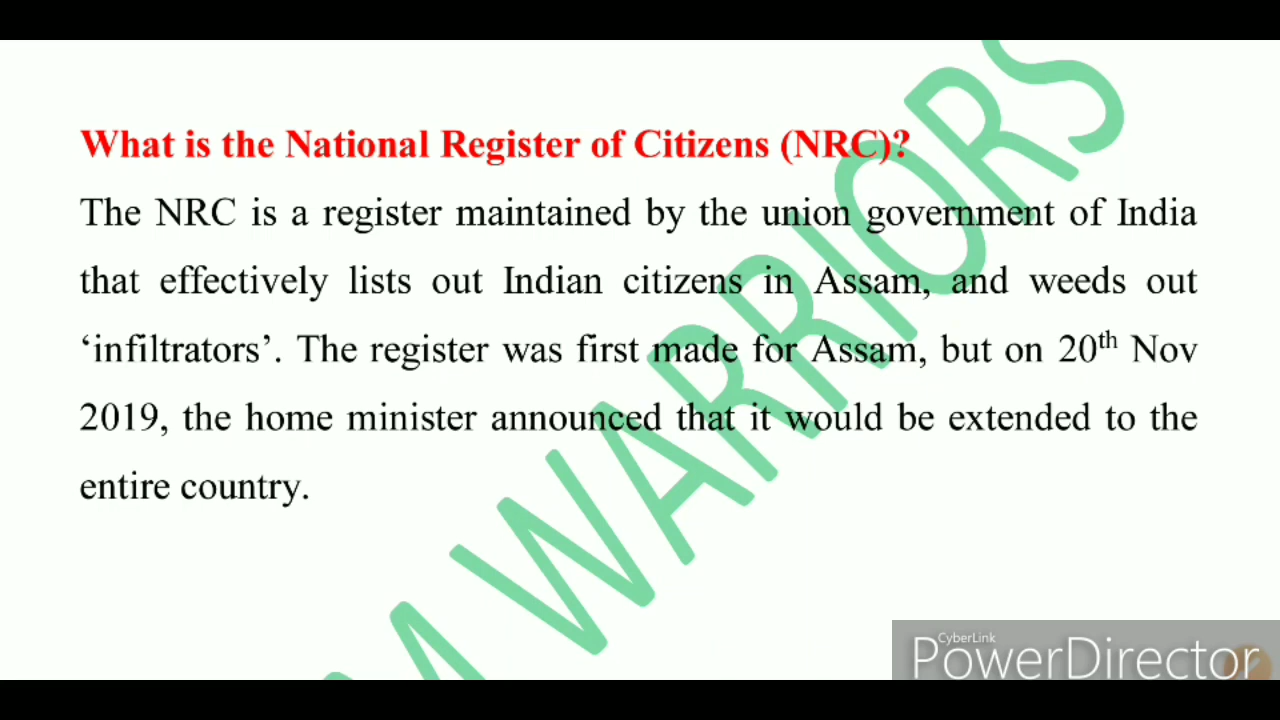 What is the National Register of Citizens (NRC)?
The NRC is a register maintained by the union government of India
that effectively lists out Indian citizens in Assam, and weeds out
‘infiltrators’. The register was first made for Assam, but on 20th Nov
2019, the home minister announced that it would be extended to the
entire country.
WARRIORS
CyberLink
PowerDirector